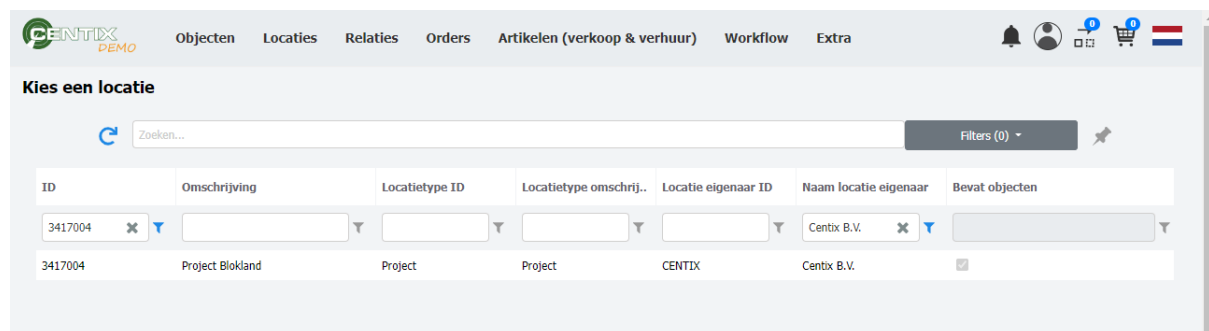 CENTIX
DEMO
Objecten Locaties Relaties Orders Artikelen (verkoop & verhuur) Workflow Extra
0 0
Kies een locatie
Zoeken...
Filters (0)
ID Omschrijving Locatietype ID Locatietype omschrij.. Locatie eigenaar ID Naam locatie eigenaar Bevat objecten
3417004 Centix B.V.
3417004 Project Blokland Project Project CENTIX Centix B.V.